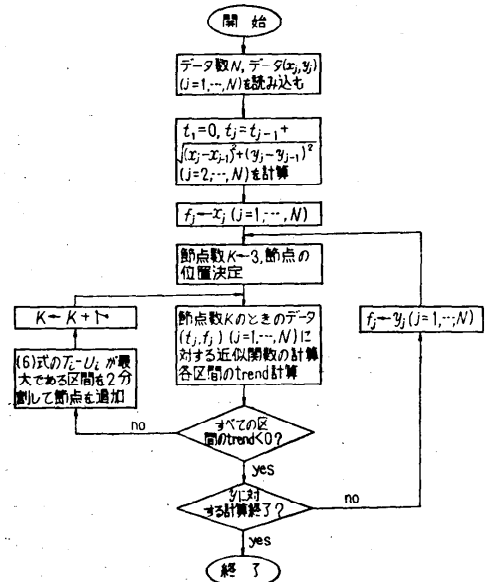 開始
データ数N, データ(xj, yj)
(j=1,…,N)を読み込む
t1=0, tj=tj-1+
√(xj-xj-1)²+(yj-yj-1)²
(j=2,…,N)を計算
fj←xj (j=1,…,N)
節点数K←3, 節点の
位置決定
節点数Kのときのデータ
(tj, fj) (j=1,…,N)に
対する近似関数の計算
各区間のtrend計算
K←K+1
(6)式のTi-Uiが最
大である区間を2分
割して節点を追加
fj←yj (j=1,…,N)
すべての区
間のtrend<0?
no
yes
yに対
する計算終了?
no
yes
終了